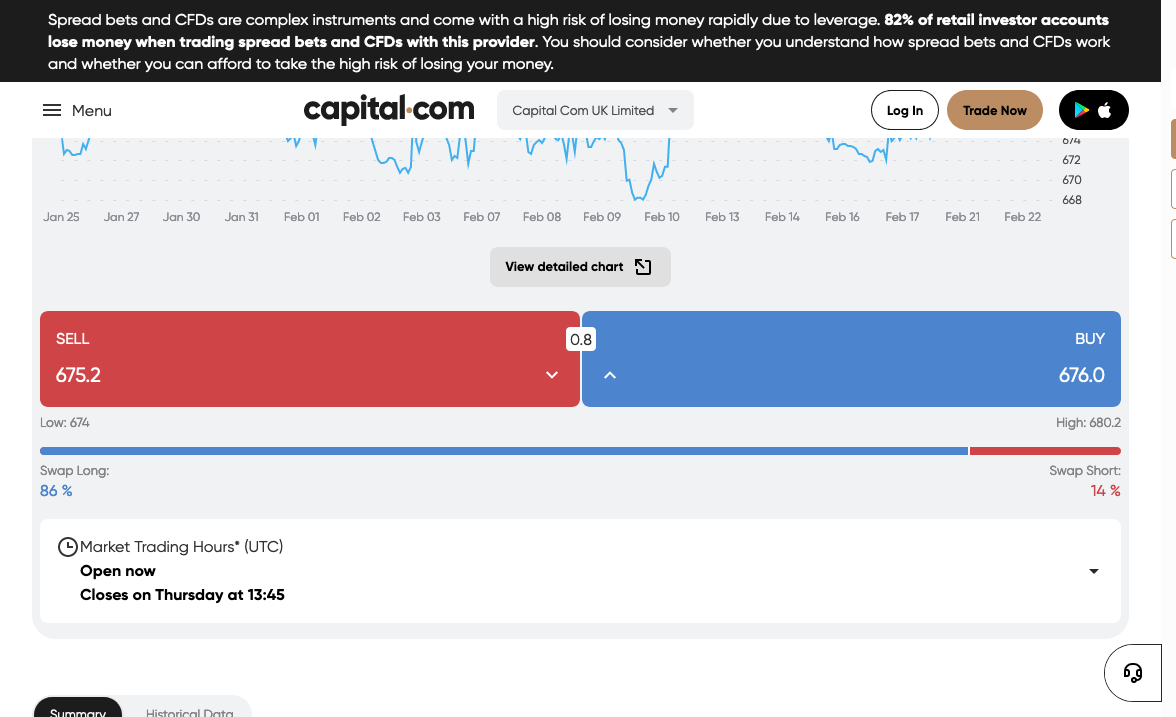 Spread bets and CFDs are complex instruments and come with a high risk of losing money rapidly due to leverage. 82% of retail investor accounts
lose money when trading spread bets and CFDs with this provider. You should consider whether you understand how spread bets and CFDs work
and whether you can afford to take the high risk of losing your money.
Menu
capital.com
Capital Com UK Limited
Log In
Trade Now
674
672
670
668
Jan 25 Jan 27 Jan 30 Jan 31 Feb 01 Feb 02 Feb 03 Feb 07 Feb 08 Feb 09 Feb 10 Feb 13 Feb 14 Feb 16 Feb 17 Feb 21 Feb 22
View detailed chart
SELL
675.2
0.8
BUY
676.0
Low: 674
High: 680.2
Swap Long:
86 %
Swap Short:
14 %
Market Trading Hours* (UTC)
Open now
Closes on Thursday at 13:45
Summary
Historical Data